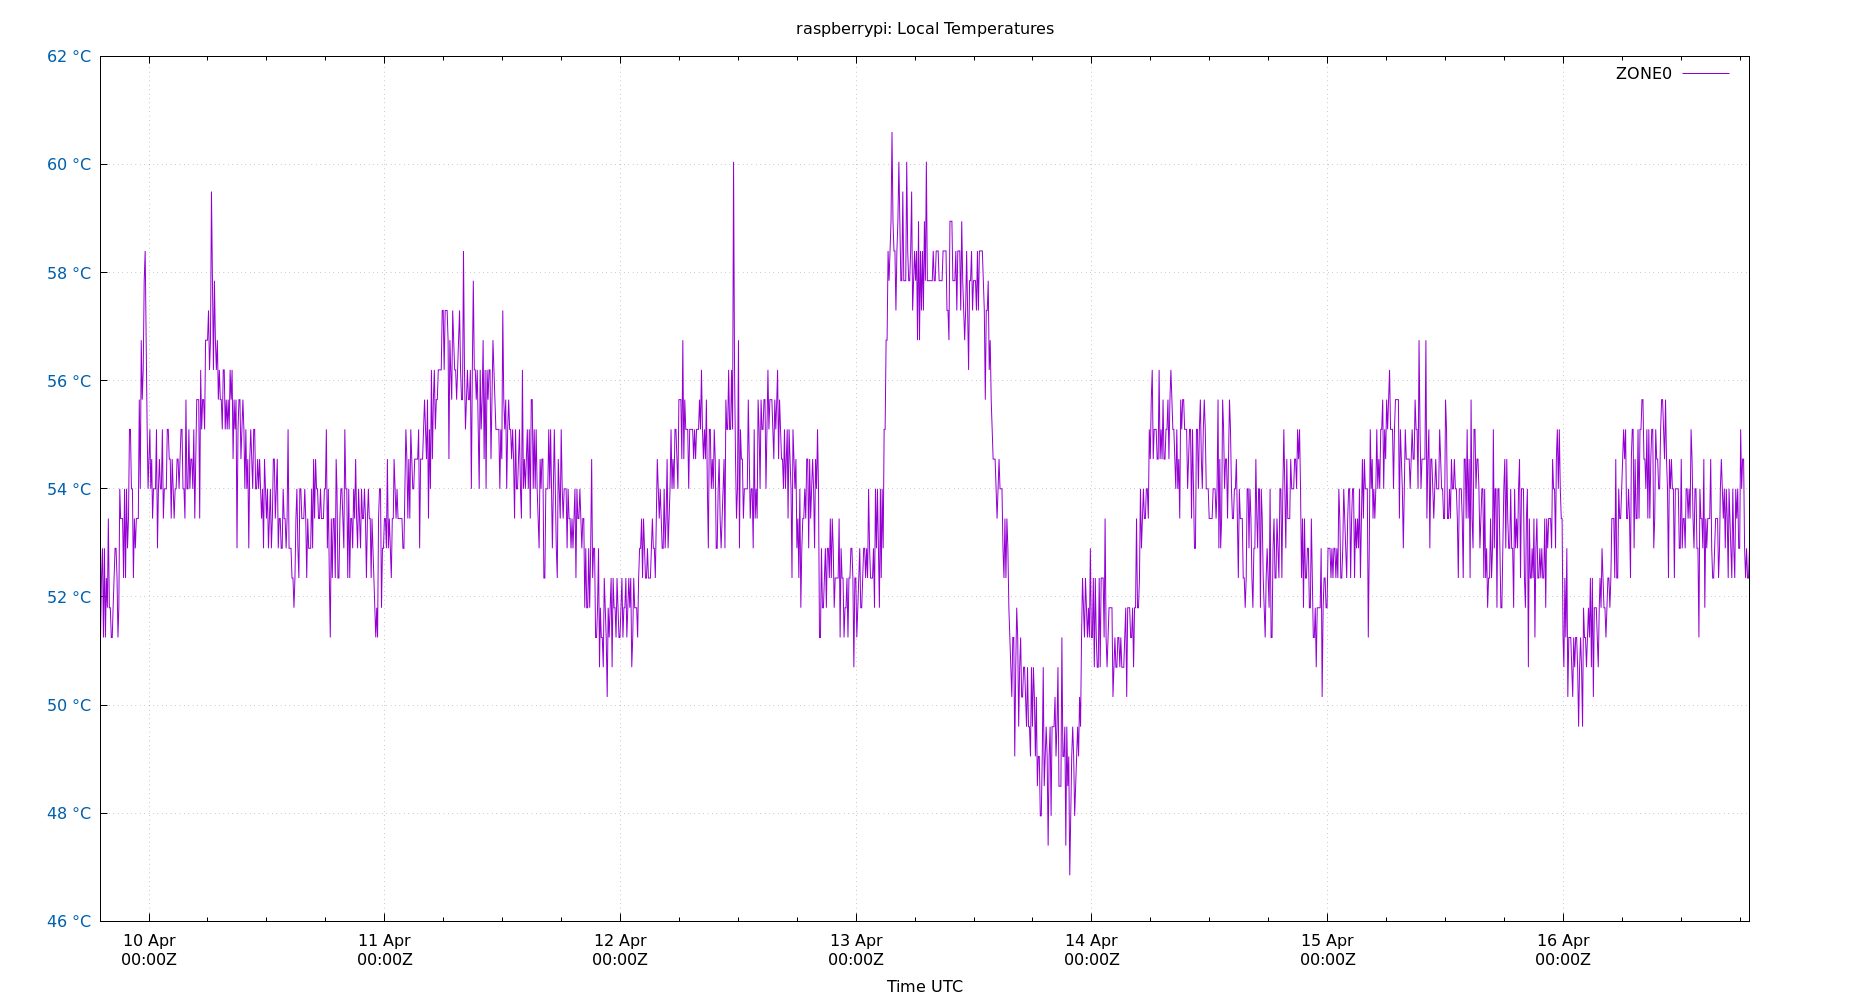 raspberrypi: Local Temperatures
62 °C
ZONE0
60 °C
58 °C
56 °C
54 °C
52 °C
50 °C
48 °C
46 °C
10 Apr 11 Apr 12 Apr 13 Apr 14 Apr 15 Apr 16 Apr
00:00Z 00:00Z 00:00Z 00:00Z 00:00Z 00:00Z 00:00Z
Time UTC